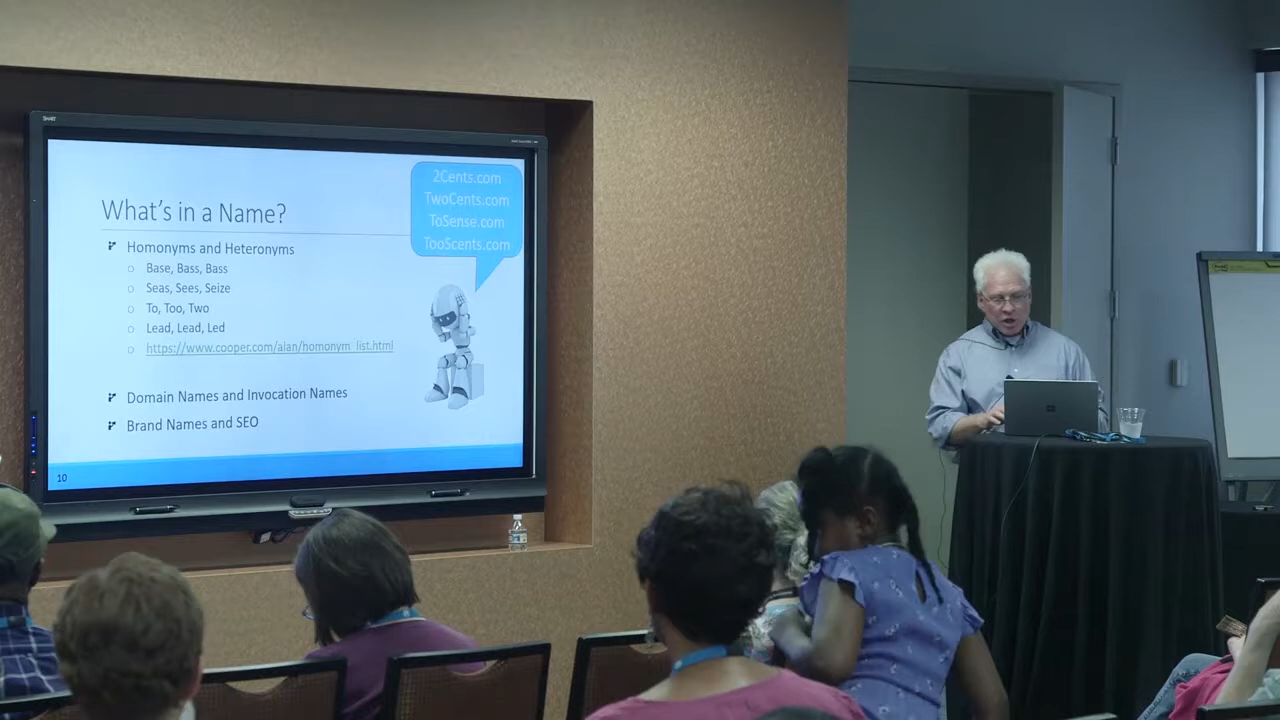 SMART
What's in a Name?
Homonyms and Heteronyms
Base, Bass, Bass
Seas, Sees, Seize
To, Too, Two
Lead, Lead, Led
https://www.cooper.com/alan/homonym_list.html
Domain Names and Invocation Names
Brand Names and SEO
10
2Cents.com
TwoCents.com
ToSense.com
TooScents.com